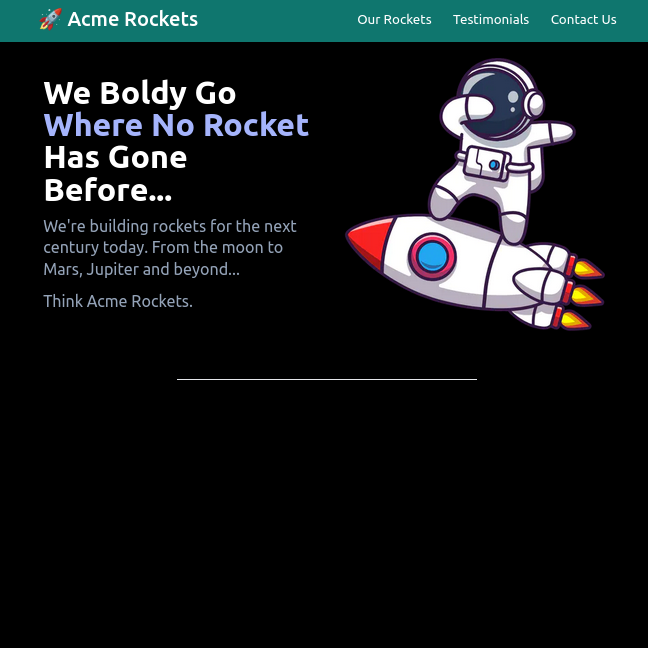 🚀 Acme Rockets
Our Rockets Testimonials Contact Us
We Boldy Go
Where No Rocket
Has Gone
Before...
We're building rockets for the next
century today. From the moon to
Mars, Jupiter and beyond...
Think Acme Rockets.